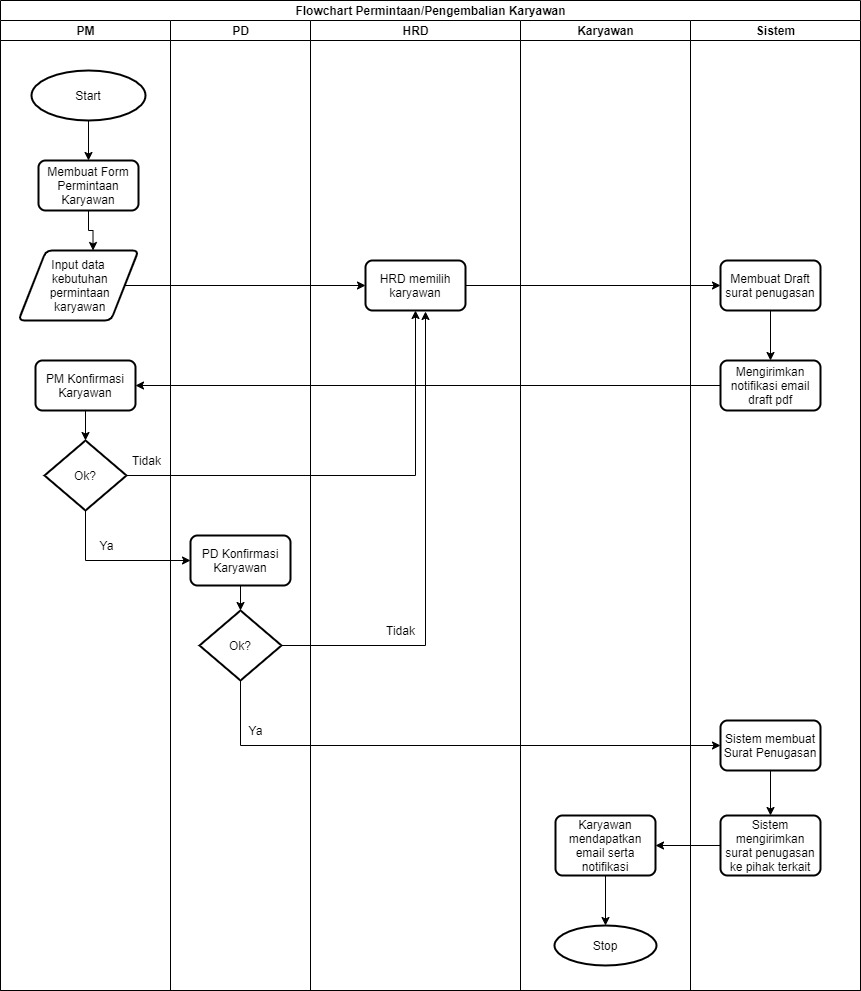 Flowchart Permintaan/Pengembalian Karyawan
PM
PD
HRD
Karyawan
Sistem
Start
Membuat Form
Permintaan
Karyawan
Input data
kebutuhan
permintaan
karyawan
HRD memilih
karyawan
Membuat Draft
surat penugasan
Mengirimkan
notifikasi email
draft pdf
PM Konfirmasi
Karyawan
Ok?
Tidak
Ya
PD Konfirmasi
Karyawan
Ok?
Tidak
Ya
Sistem membuat
Surat Penugasan
Sistem
mengirimkan
surat penugasan
ke pihak terkait
Karyawan
mendapatkan
email serta
notifikasi
Stop